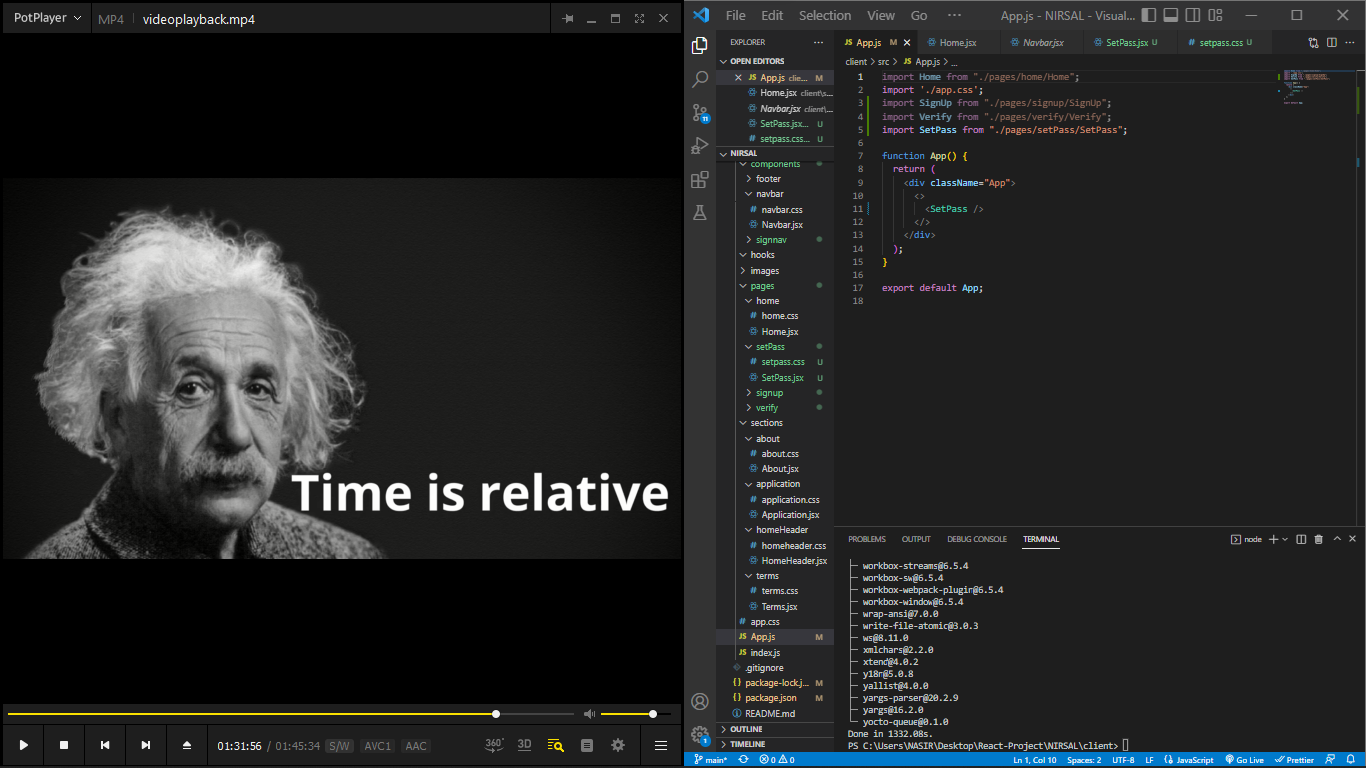 PotPlayer
MP4
videoplayback.mp4
Time is relative
01:31:56 / 01:45:34 S/W AVC1 AAC
360° 3D
File Edit Selection View Go ···
App.js - NIRSAL - Visual...
EXPLORER ···
OPEN EDITORS
App.js clie... M
Home.jsx client\s...
Navbar.jsx client\...
SetPass.jsx... U
setpass.css... U
NIRSAL
components
footer
navbar
navbar.css
Navbar.jsx
signnav
hooks
images
pages
home
home.css
Home.jsx
setPass
setpass.css U
SetPass.jsx U
signup
verify
sections
about
about.css
About.jsx
application
application.css
Application.jsx
homeHeader
homeheader.css
HomeHeader.jsx
terms
terms.css
Terms.jsx
app.css
App.js M
index.js
.gitignore
package-lock.j... M
package.json M
README.md
OUTLINE
TIMELINE
App.js M
Home.jsx
Navbar.jsx
SetPass.jsx U
setpass.css U
client > src > JS App.js > ...
1 import Home from "./pages/home/Home";
2 import './app.css';
3 import SignUp from "./pages/signup/SignUp";
4 import Verify from "./pages/verify/Verify";
5 import SetPass from "./pages/setPass/SetPass";
6
7 function App() {
8 return (
9 <div className="App">
10 <>
11 <SetPass />
12 </>
13 </div>
14 );
15 }
16
17 export default App;
18
PROBLEMS OUTPUT DEBUG CONSOLE TERMINAL
node
├─ workbox-streams@6.5.4
├─ workbox-sw@6.5.4
├─ workbox-webpack-plugin@6.5.4
├─ workbox-window@6.5.4
├─ wrap-ansi@7.0.0
├─ write-file-atomic@3.0.3
├─ ws@8.11.0
├─ xmlchars@2.2.0
├─ xtend@4.0.2
├─ y18n@5.0.8
├─ yallist@4.0.0
├─ yargs-parser@20.2.9
├─ yargs@16.2.0
└─ yocto-queue@0.1.0
Done in 1332.08s.
PS C:\Users\NASIR\Desktop\React-Project\NIRSAL\client>
main* 0 0
Ln 1, Col 10 Spaces: 2 UTF-8 LF {} JavaScript Go Live Prettier